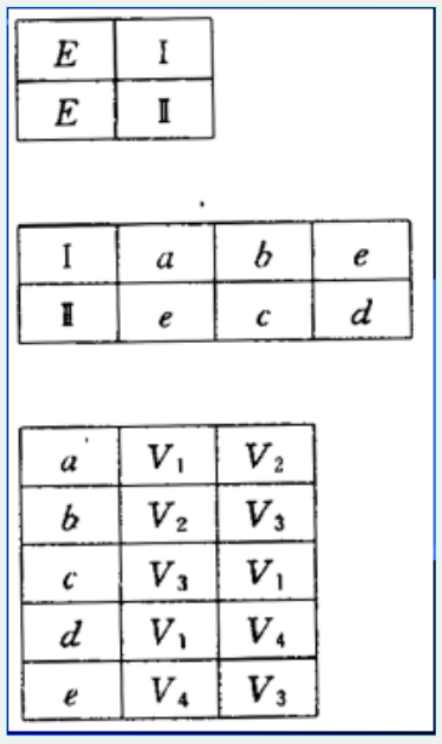 E Ⅰ
E Ⅱ
Ⅰ a b e
Ⅱ e c d
a V₁ V₂
b V₂ V₃
c V₃ V₁
d V₁ V₄
e V₄ V₃